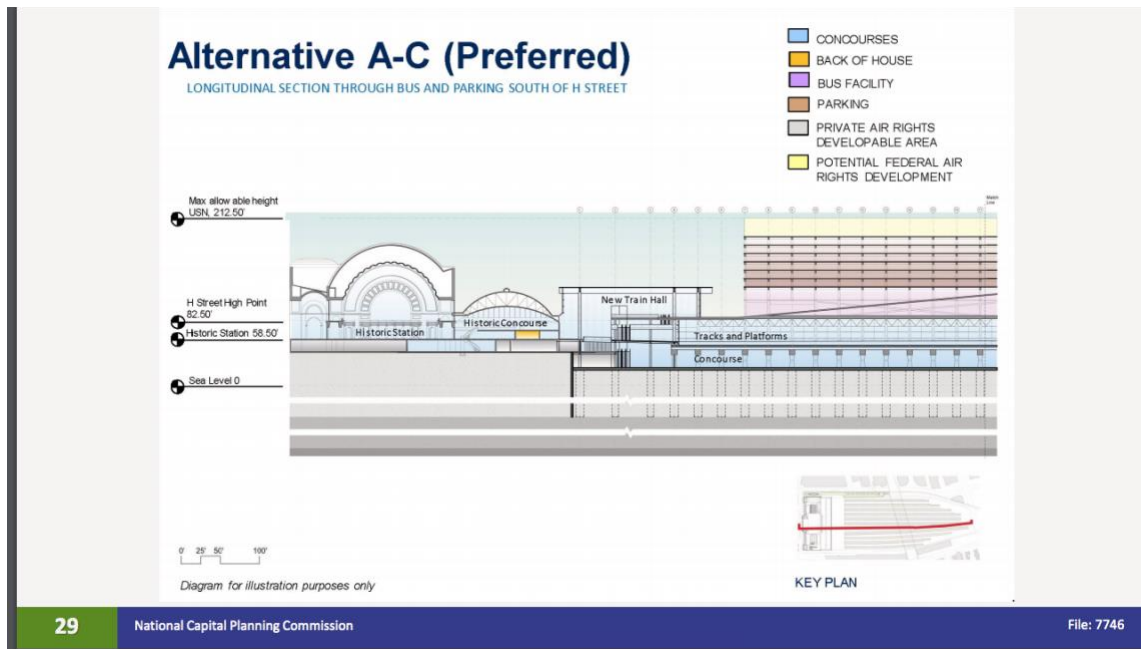 Alternative A-C (Preferred)
LONGITUDINAL SECTION THROUGH BUS AND PARKING SOUTH OF H STREET
CONCOURSES
BACK OF HOUSE
BUS FACILITY
PARKING
PRIVATE AIR RIGHTS
DEVELOPABLE AREA
POTENTIAL FEDERAL AIR
RIGHTS DEVELOPMENT
Max allow able height
USN, 212.50'
H Street High Point
82.50'
Historic Station 58.50'
Sea Level 0
Historic Station
Historic Concourse
New Train Hall
Tracks and Platforms
Concourse
0' 25' 50' 100'
Diagram for illustration purposes only
KEY PLAN
29
National Capital Planning Commission
File: 7746